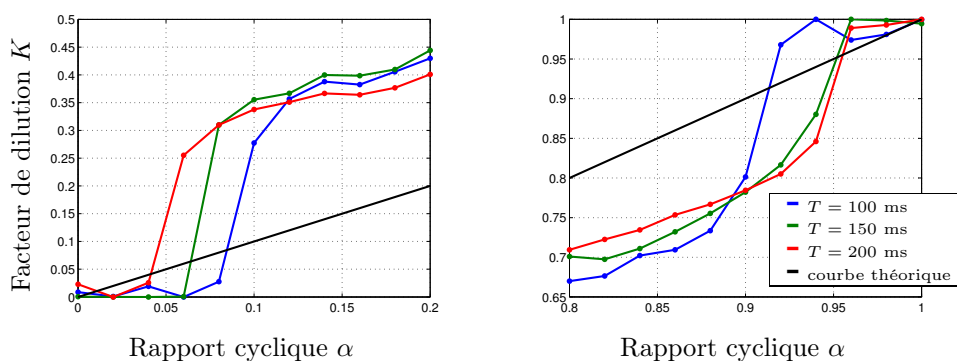 Facteur de dilution K
0.5
0.45
0.4
0.35
0.3
0.25
0.2
0.15
0.1
0.05
0
0 0.05 0.1 0.15 0.2
Rapport cyclique α
1
0.95
0.9
0.85
0.8
0.75
0.7
0.65
0.8 0.85 0.9 0.95 1
Rapport cyclique α
T = 100 ms
T = 150 ms
T = 200 ms
courbe théorique